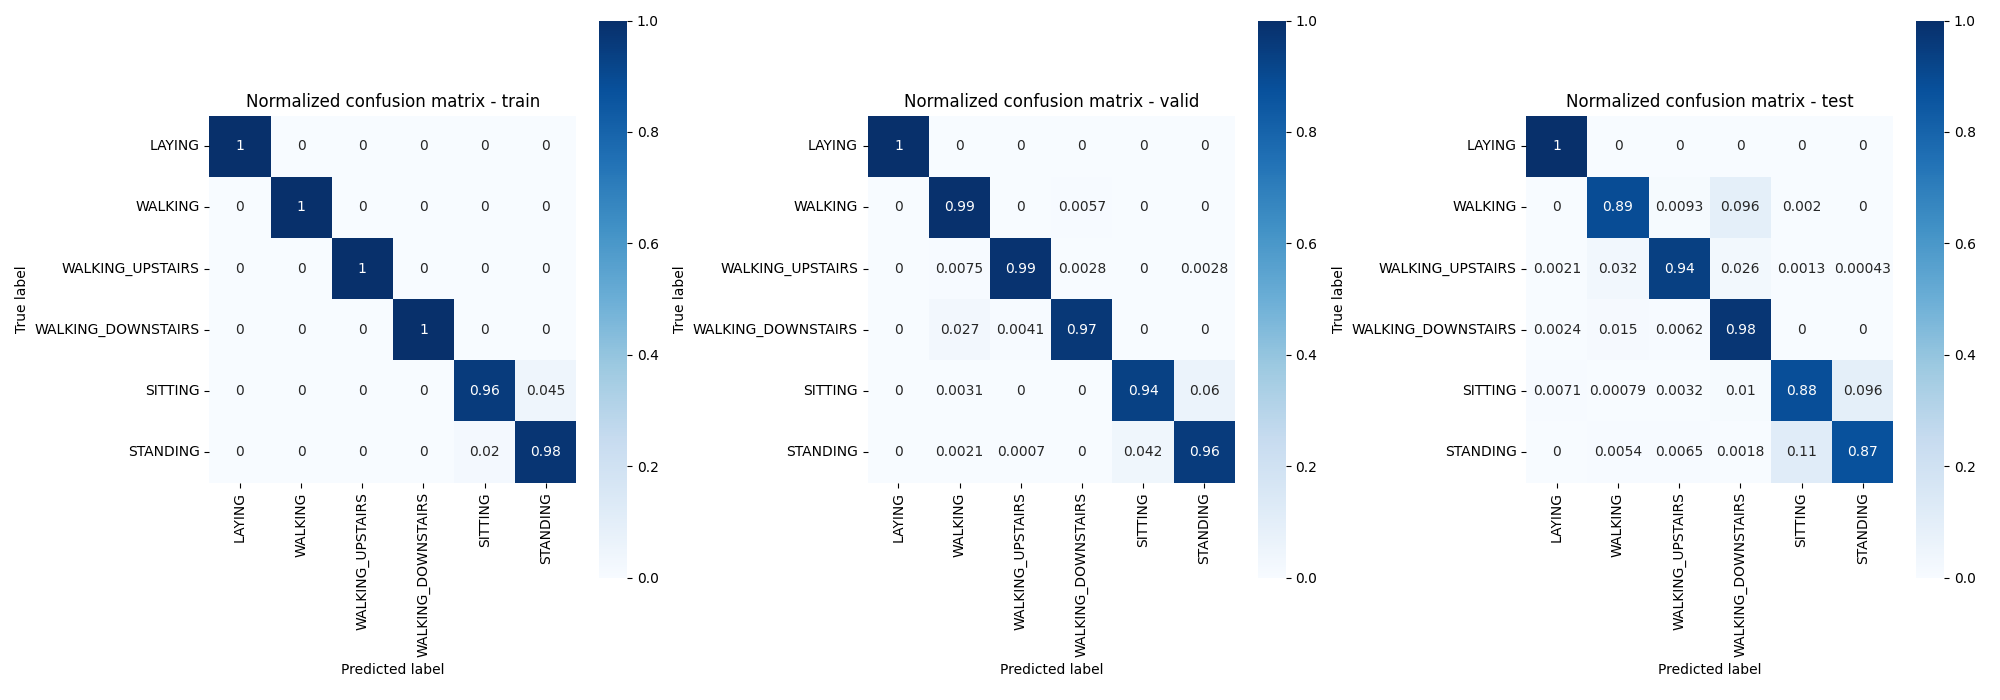 Normalized confusion matrix - train
True label
LAYING 1 0 0 0 0 0
WALKING 0 1 0 0 0 0
WALKING_UPSTAIRS 0 0 1 0 0 0
WALKING_DOWNSTAIRS 0 0 0 1 0 0
SITTING 0 0 0 0 0.96 0.045
STANDING 0 0 0 0 0.02 0.98
LAYING WALKING WALKING_UPSTAIRS WALKING_DOWNSTAIRS SITTING STANDING
Predicted label
1.0
0.8
0.6
0.4
0.2
0.0
Normalized confusion matrix - valid
True label
LAYING 1 0 0 0 0 0
WALKING 0 0.99 0 0.0057 0 0
WALKING_UPSTAIRS 0 0.0075 0.99 0.0028 0 0.0028
WALKING_DOWNSTAIRS 0 0.027 0.0041 0.97 0 0
SITTING 0 0.0031 0 0 0.94 0.06
STANDING 0 0.0021 0.0007 0 0.042 0.96
LAYING WALKING WALKING_UPSTAIRS WALKING_DOWNSTAIRS SITTING STANDING
Predicted label
1.0
0.8
0.6
0.4
0.2
0.0
Normalized confusion matrix - test
True label
LAYING 1 0 0 0 0 0
WALKING 0 0.89 0.0093 0.096 0.002 0
WALKING_UPSTAIRS 0.0021 0.032 0.94 0.026 0.0013 0.00043
WALKING_DOWNSTAIRS 0.0024 0.015 0.0062 0.98 0 0
SITTING 0.0071 0.00079 0.0032 0.01 0.88 0.096
STANDING 0 0.0054 0.0065 0.0018 0.11 0.87
LAYING WALKING WALKING_UPSTAIRS WALKING_DOWNSTAIRS SITTING STANDING
Predicted label
1.0
0.8
0.6
0.4
0.2
0.0